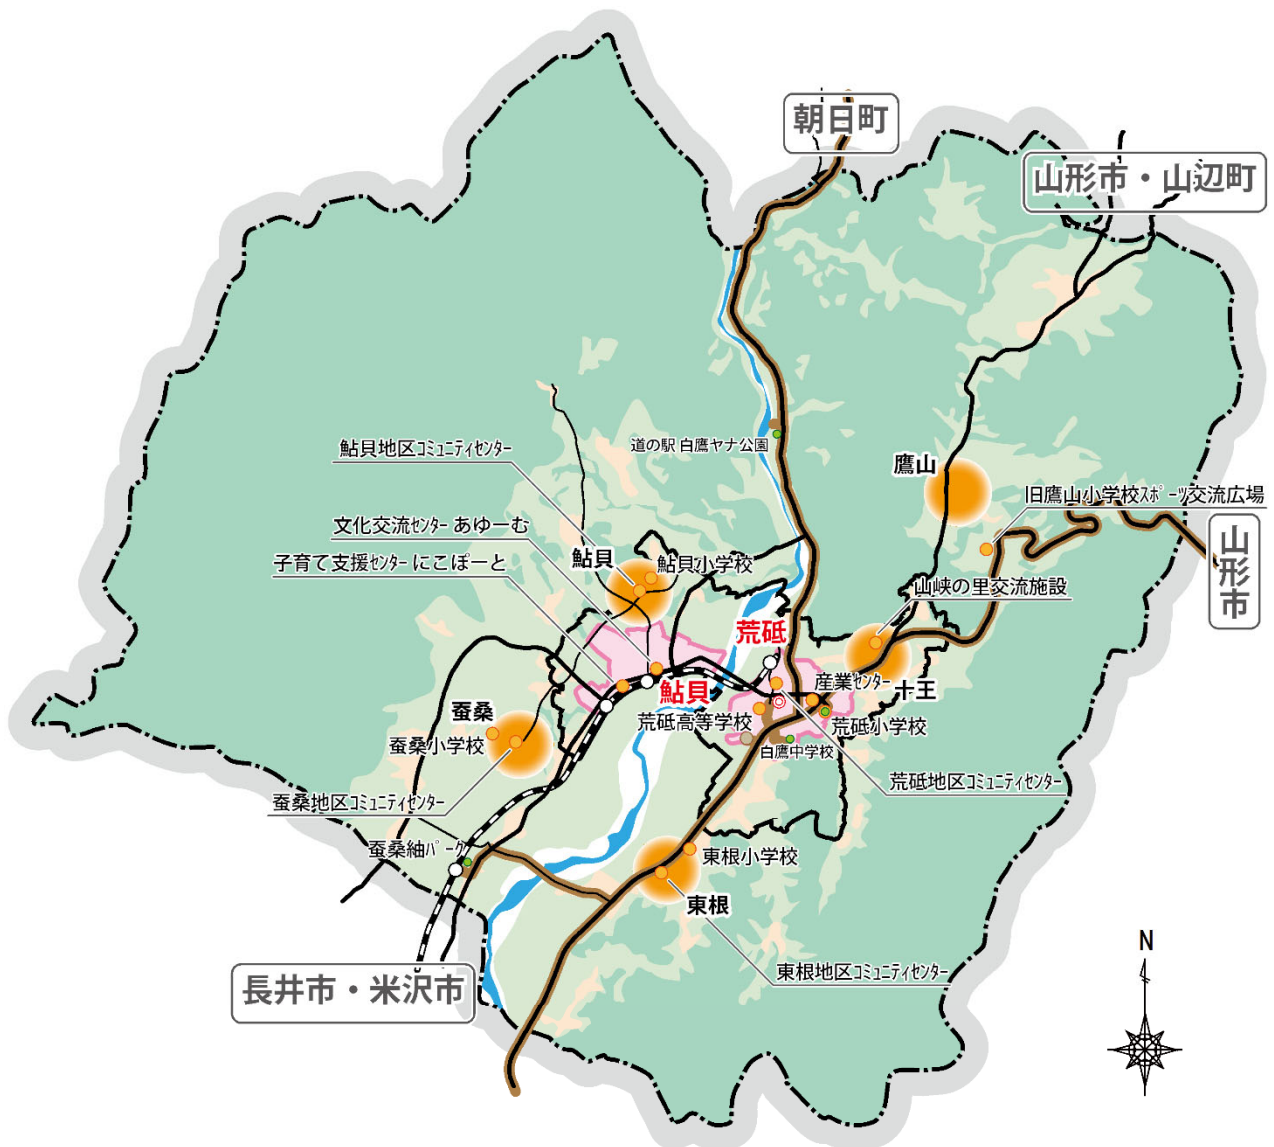 朝日町
山形市・山辺町
鮎貝地区コミュニティセンター
道の駅 白鷹ヤナ公園
鷹山
旧鷹山小学校スポーツ交流広場
文化交流センター あゆーむ
山形市
鮎貝
鮎貝小学校
子育て支援センター にこぽーと
山峡の里交流施設
荒砥
産業センター
十王
鮎貝
蚕桑
荒砥高等学校
荒砥小学校
蚕桑小学校
白鷹中学校
荒砥地区コミュニティセンター
蚕桑地区コミュニティセンター
蚕桑紬パーク
東根小学校
東根
東根地区コミュニティセンター
長井市・米沢市
N